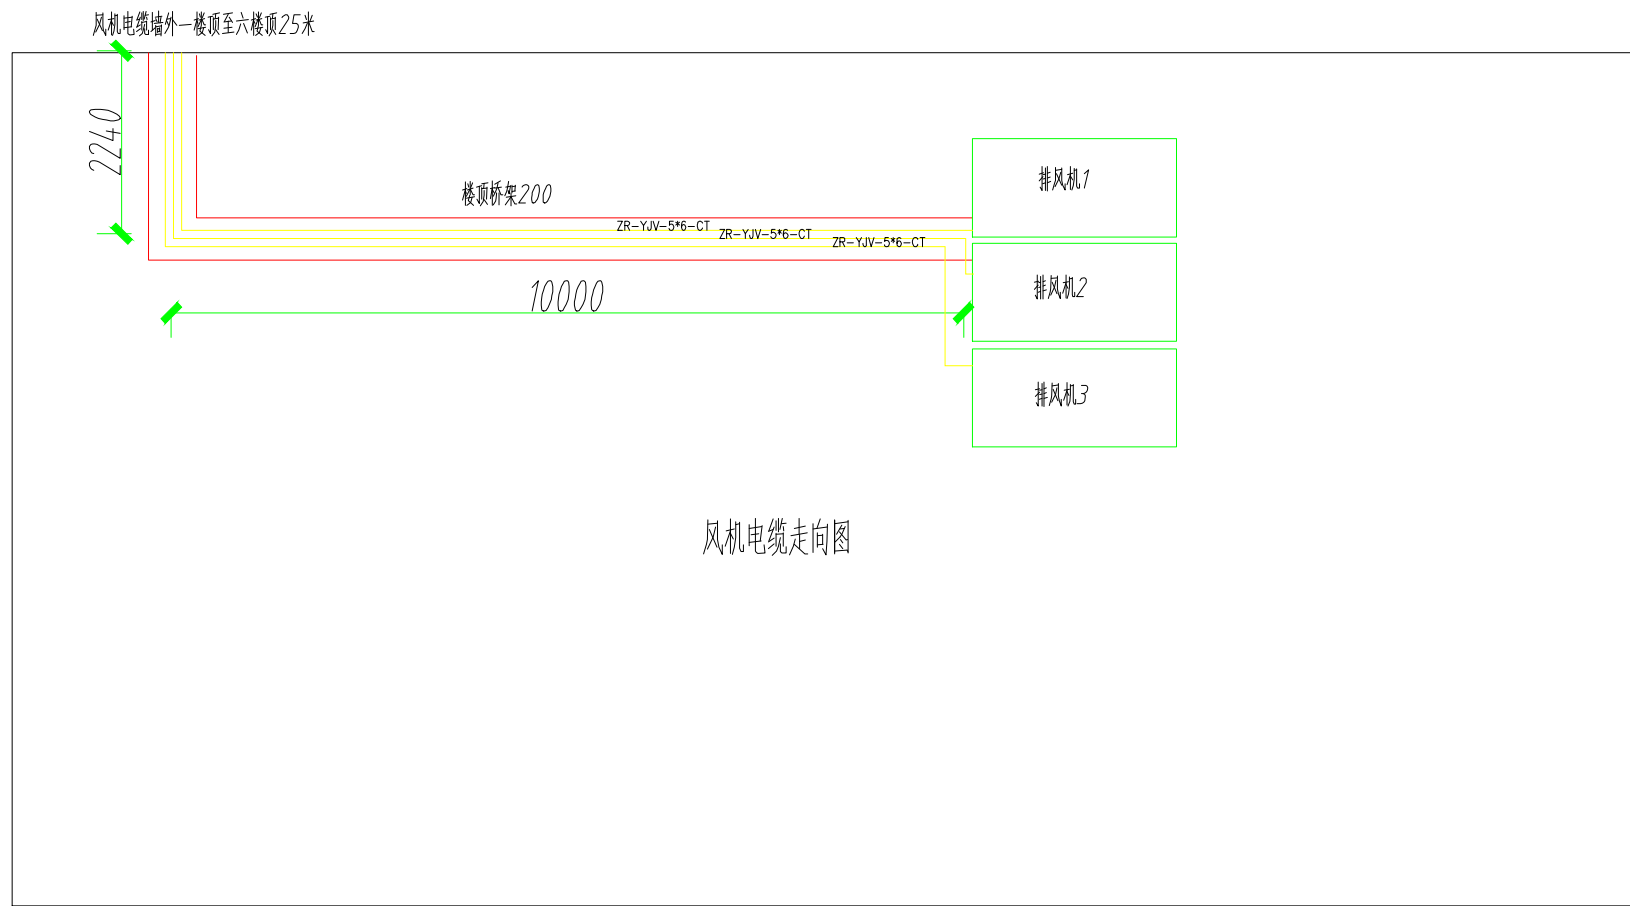 风机电缆墙外一楼顶至六楼顶25米
2240
楼顶桥架200
排风机1
ZR-YJV-5*6-CT
ZR-YJV-5*6-CT
ZR-YJV-5*6-CT
10000
排风机2
排风机3
风机电缆走向图